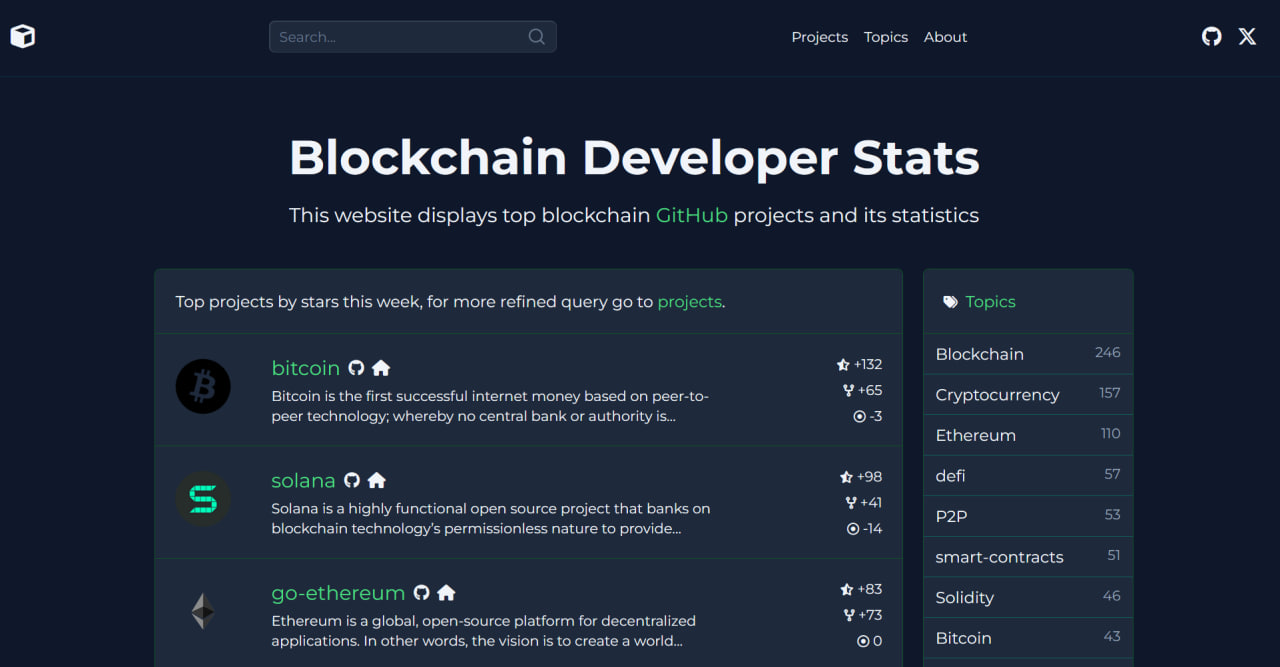 Search...
Projects Topics About
Blockchain Developer Stats
This website displays top blockchain GitHub projects and its statistics
Top projects by stars this week, for more refined query go to projects.
bitcoin
Bitcoin is the first successful internet money based on peer-to-
peer technology; whereby no central bank or authority is...
+132
+65
-3
solana
Solana is a highly functional open source project that banks on
blockchain technology’s permissionless nature to provide...
+98
+41
-14
go-ethereum
Ethereum is a global, open-source platform for decentralized
applications. In other words, the vision is to create a world...
+83
+73
0
Topics
Blockchain 246
Cryptocurrency 157
Ethereum 110
defi 57
P2P 53
smart-contracts 51
Solidity 46
Bitcoin 43